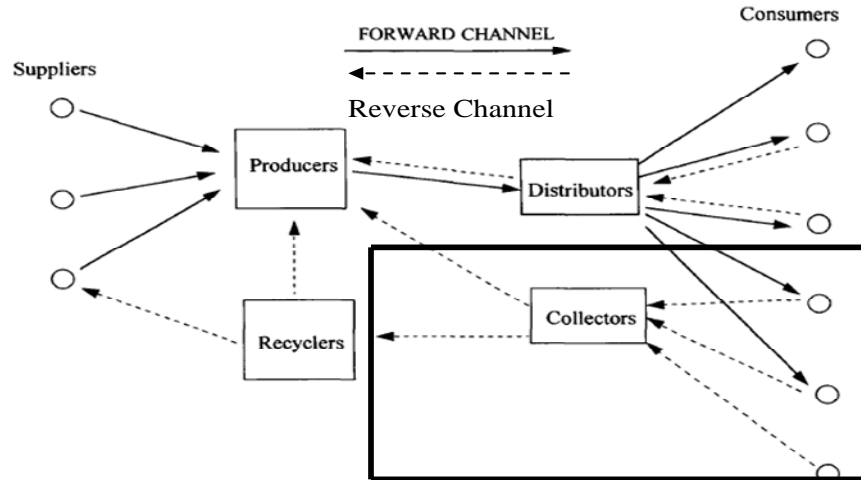 Consumers
FORWARD CHANNEL
Suppliers
Reverse Channel
Producers
Distributors
Collectors
Recyclers